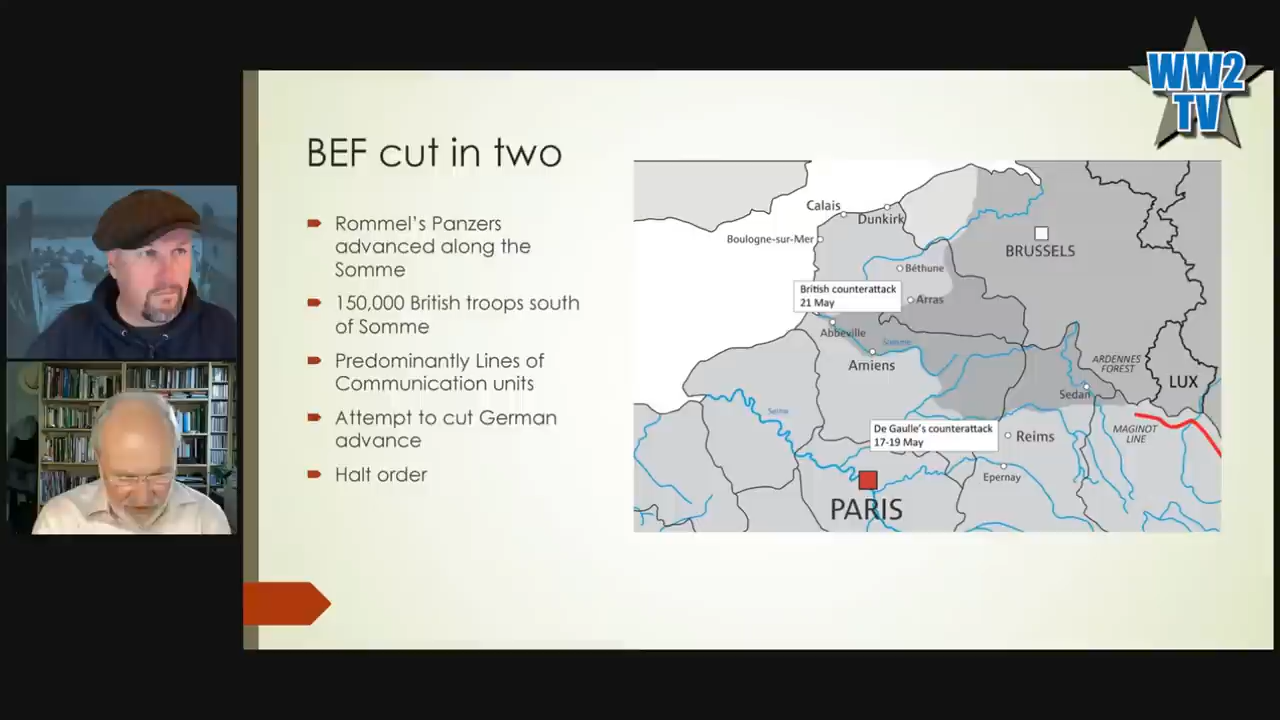 WW2
TV
BEF cut in two
Rommel's Panzers
advanced along the
Somme
150,000 British troops south
of Somme
Predominantly Lines of
Communication units
Attempt to cut German
advance
Halt order
Calais
Dunkirk
Boulogne-sur-Mer
BRUSSELS
Béthune
British counterattack
21 May
Arras
Abbeville
Somme
Amiens
ARDENNES
FOREST
LUX
Sedan
Seine
De Gaulle's counterattack
17-19 May
Reims
MAGINOT
LINE
Epernay
PARIS